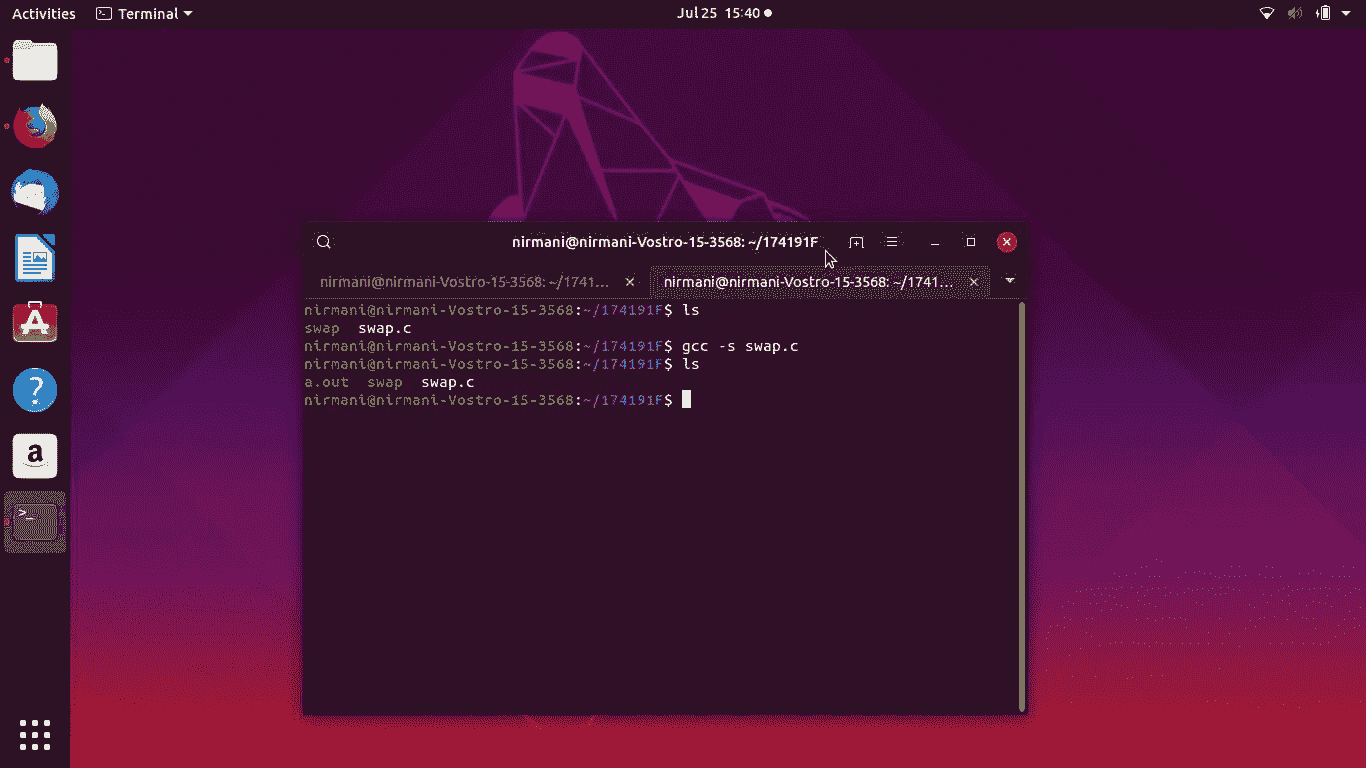 Activities Terminal Jul 25 15:40
nirmani@nirmani-Vostro-15-3568: ~/174191F
nirmani@nirmani-Vostro-15-3568: ~/1741... nirmani@nirmani-Vostro-15-3568: ~/1741...
nirmani@nirmani-Vostro-15-3568:~/174191F$ ls
swap swap.c
nirmani@nirmani-Vostro-15-3568:~/174191F$ gcc -s swap.c
nirmani@nirmani-Vostro-15-3568:~/174191F$ ls
a.out swap swap.c
nirmani@nirmani-Vostro-15-3568:~/174191F$